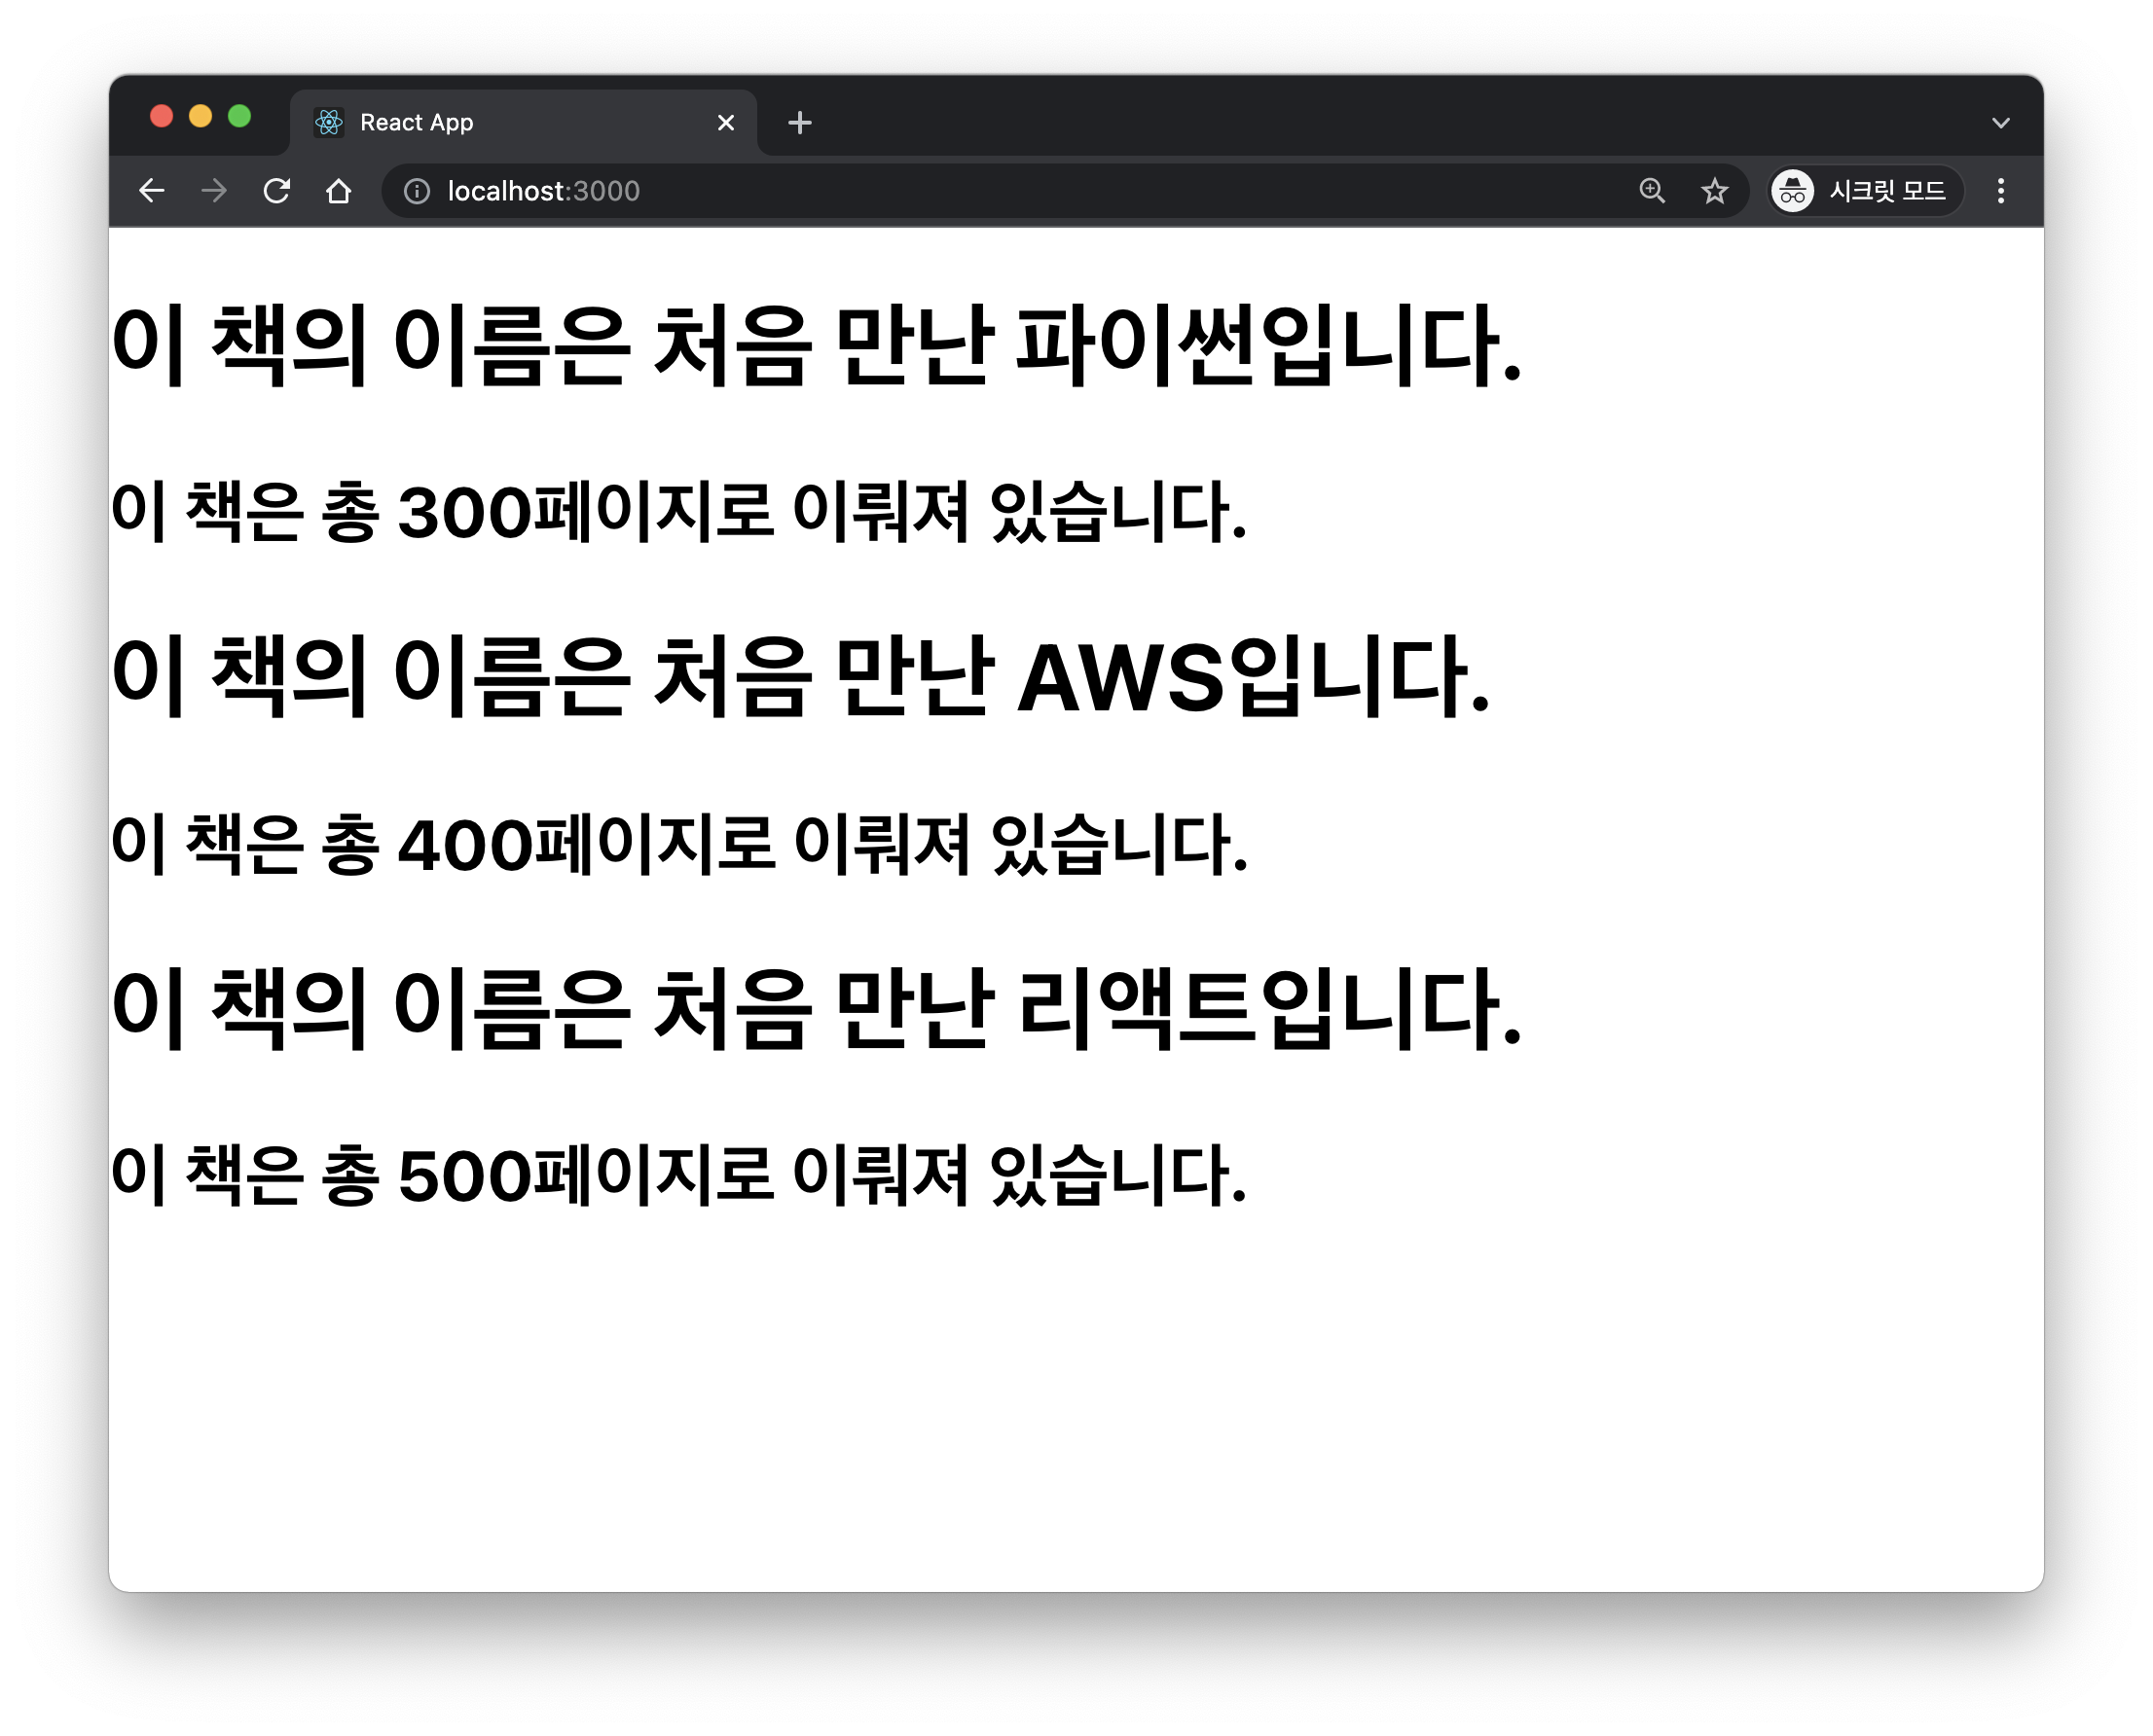 React App
localhost:3000
시크릿 모드
이 책의 이름은 처음 만난 파이썬입니다.
이 책은 총 300페이지로 이뤄져 있습니다.
이 책의 이름은 처음 만난 AWS입니다.
이 책은 총 400페이지로 이뤄져 있습니다.
이 책의 이름은 처음 만난 리액트입니다.
이 책은 총 500페이지로 이뤄져 있습니다.